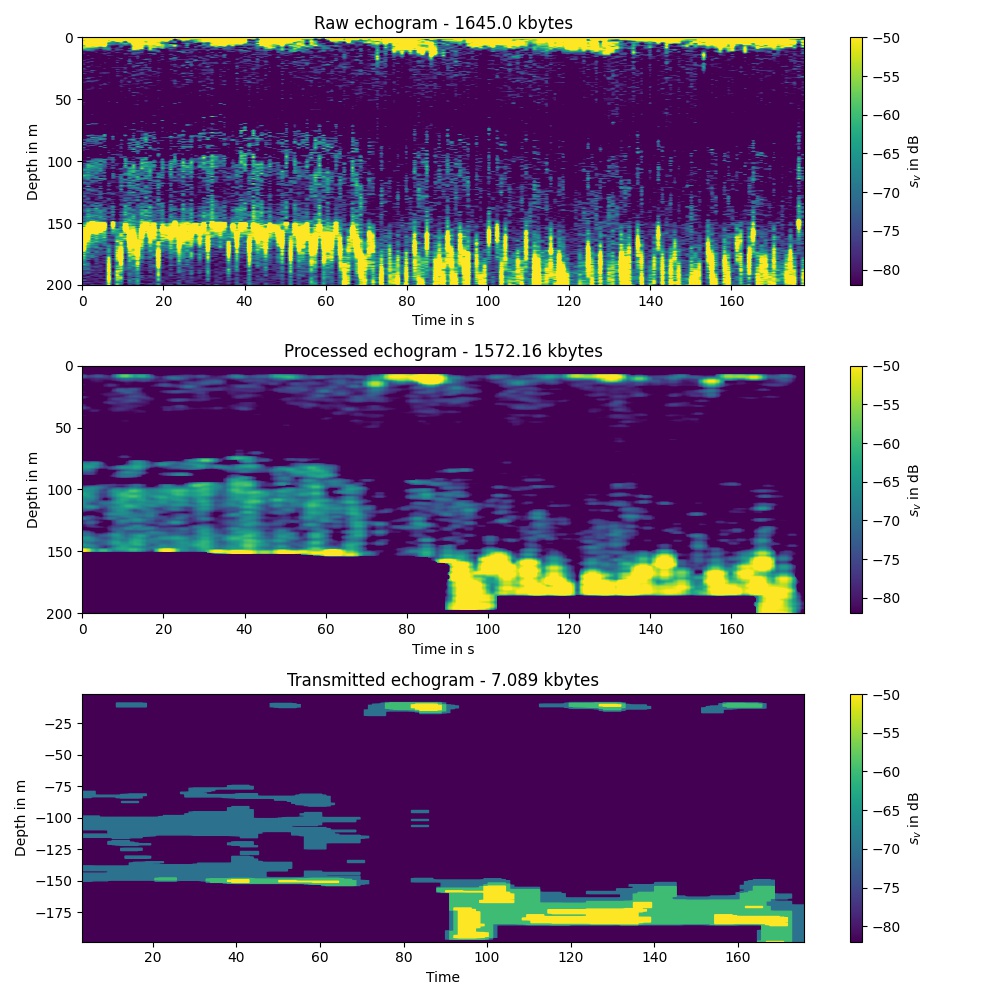 Raw echogram - 1645.0 kbytes
0
50
100
150
200
Depth in m
0 20 40 60 80 100 120 140 160
Time in s
−50
−55
−60
−65
−70
−75
−80
sv in dB
Processed echogram - 1572.16 kbytes
0
50
100
150
200
Depth in m
0 20 40 60 80 100 120 140 160
Time in s
−50
−55
−60
−65
−70
−75
−80
sv in dB
Transmitted echogram - 7.089 kbytes
−25
−50
−75
−100
−125
−150
−175
Depth in m
20 40 60 80 100 120 140 160
Time
−50
−55
−60
−65
−70
−75
−80
sv in dB